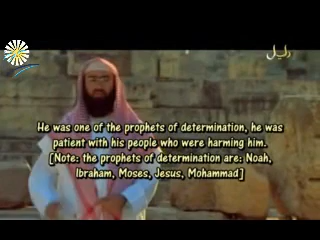 دليل
He was one of the prophets of determination, he was
patient with his people who were harming him.
[Note: the prophets of determination are: Noah,
Ibraham, Moses, Jesus, Mohammad]